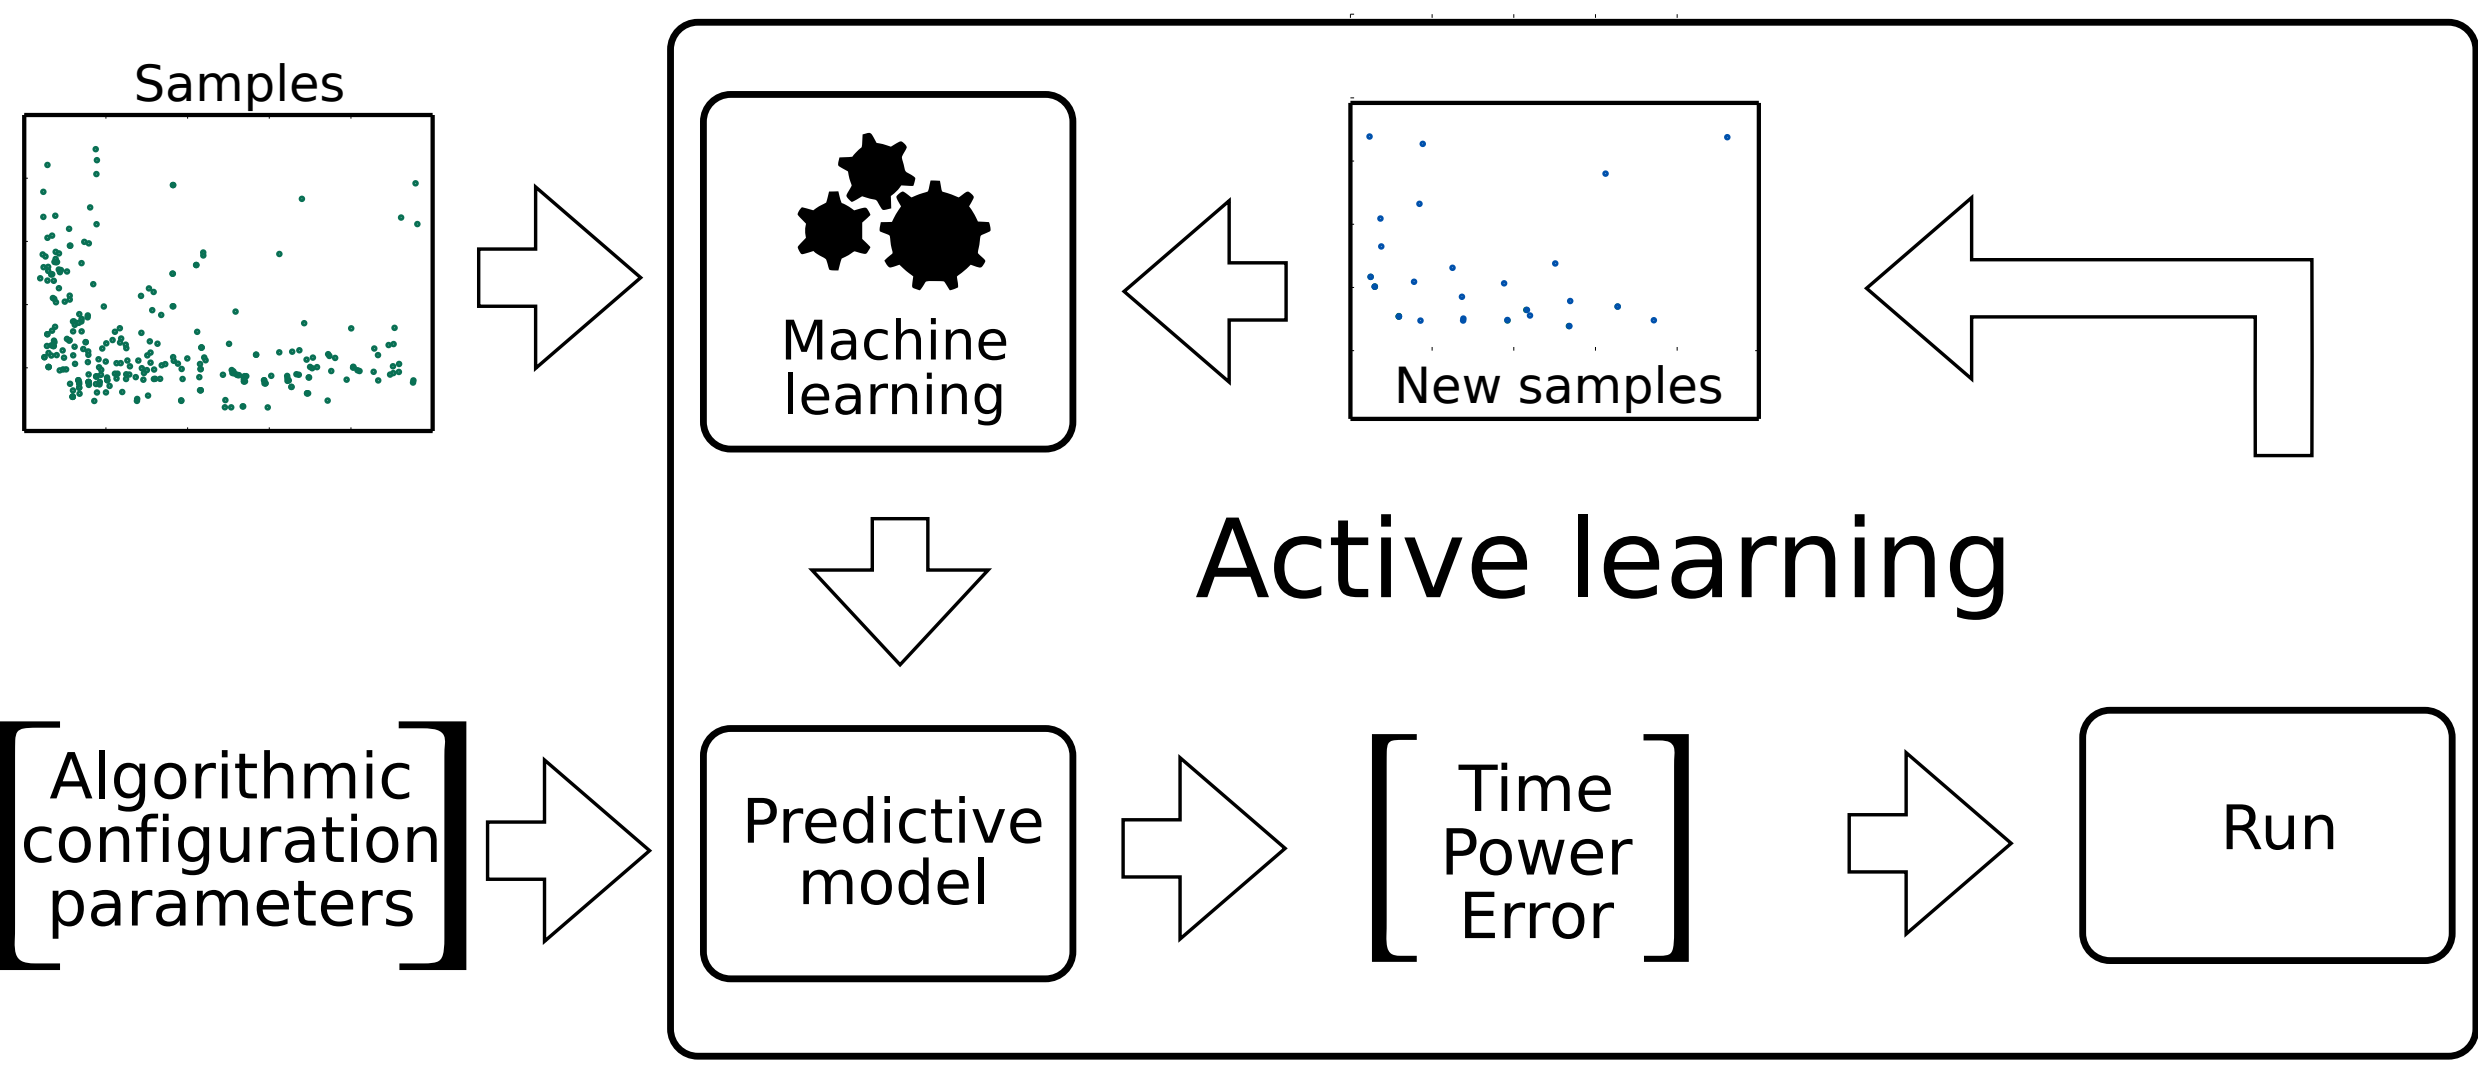 Samples
Machine
learning
New samples
Active learning
Algorithmic
configuration
parameters
Predictive
model
Time
Power
Error
Run